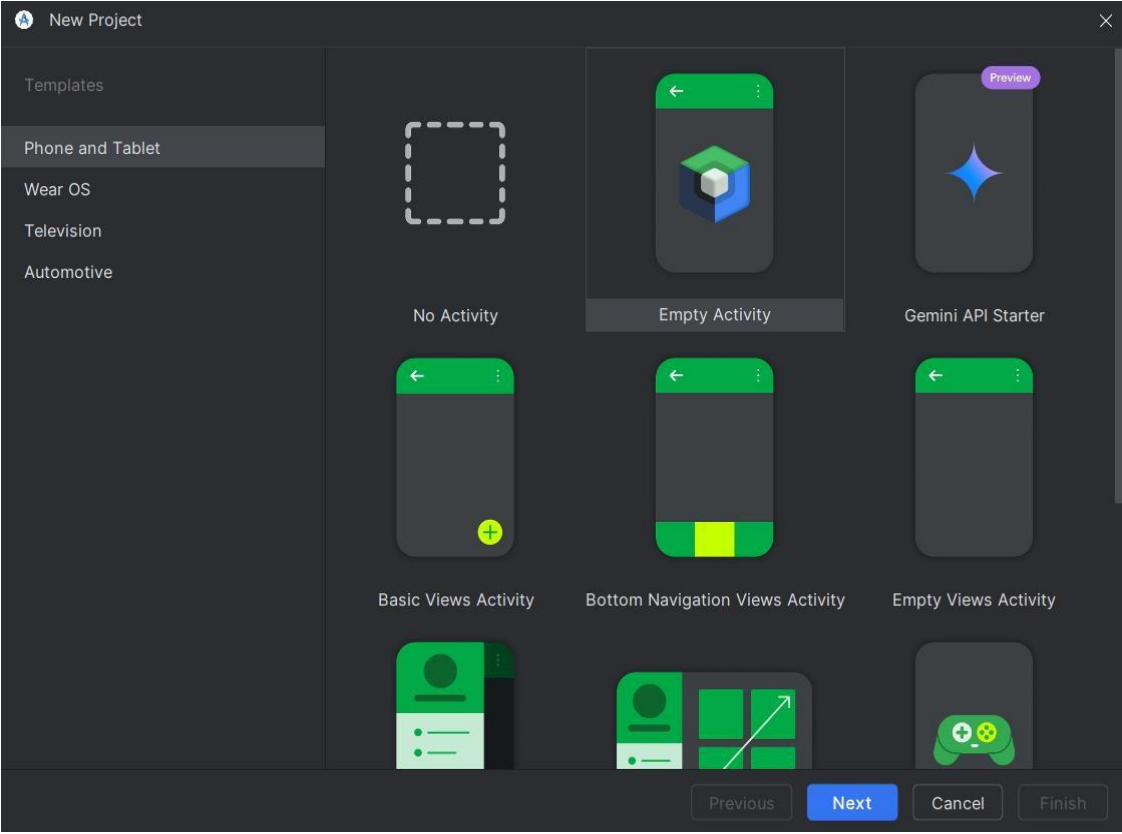 New Project
Templates
Phone and Tablet
Wear OS
Television
Automotive
Preview
No Activity
Empty Activity
Gemini API Starter
Basic Views Activity
Bottom Navigation Views Activity
Empty Views Activity
Previous
Next
Cancel
Finish